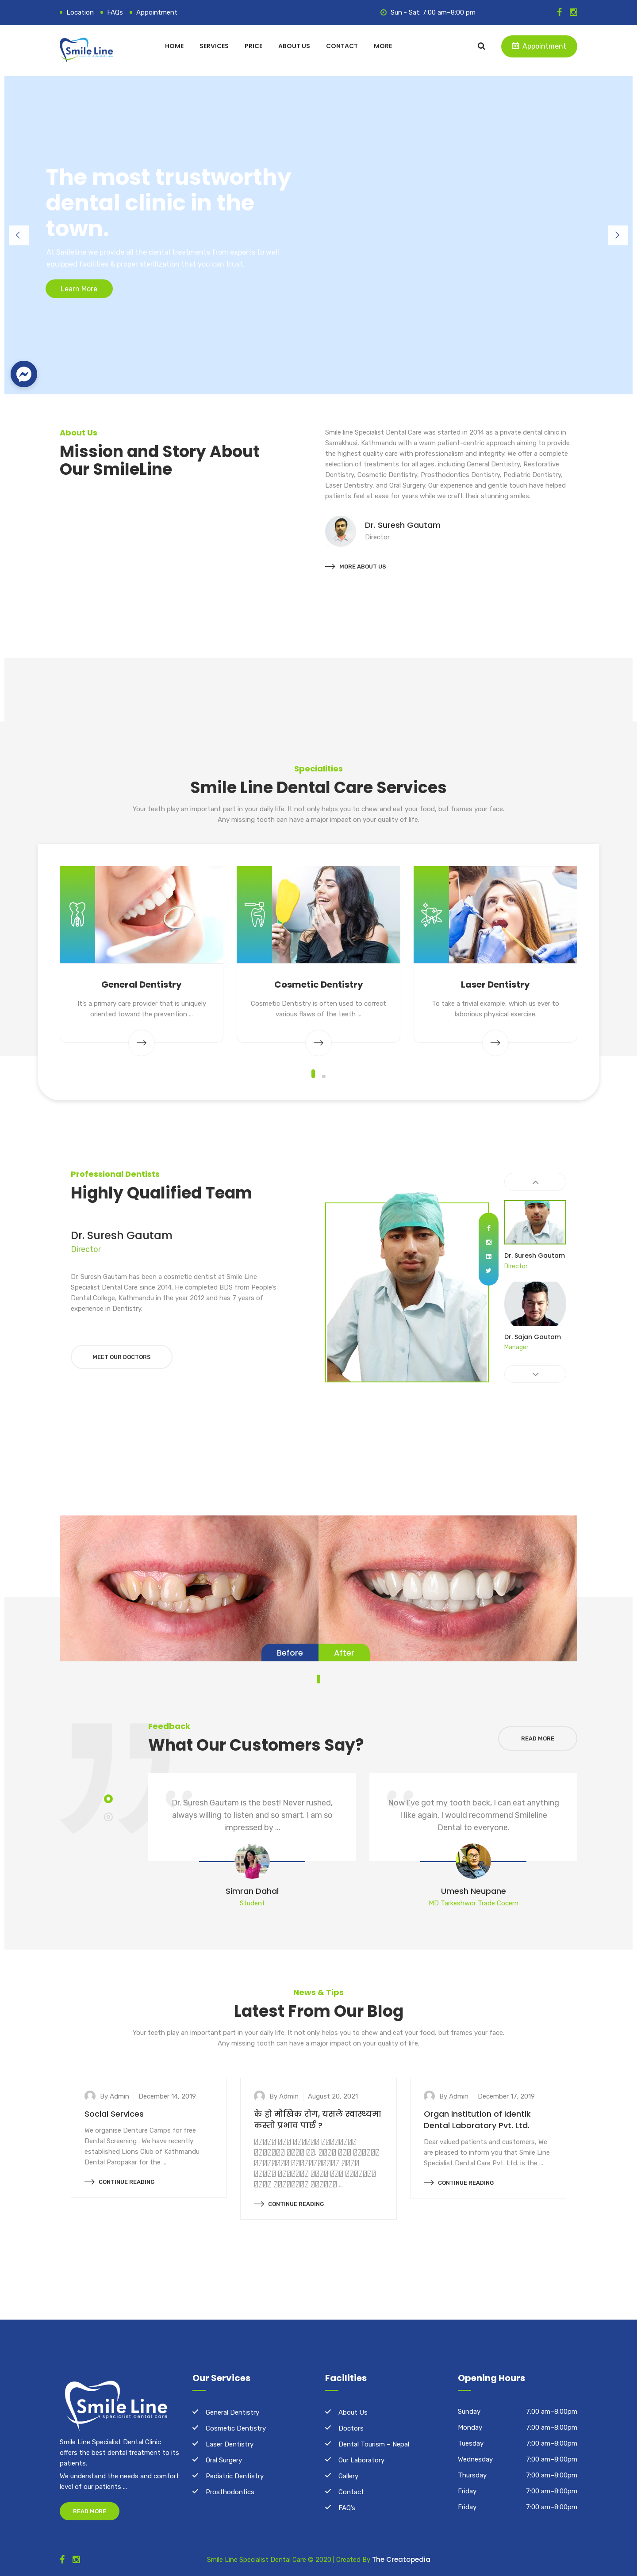 Location FAQs Appointment Sun - Sat: 7:00 am–8:00 pm
Smile Line
HOME SERVICES PRICE ABOUT US CONTACT MORE
Appointment
The most trustworthy
dental clinic in the
town.
At Smileline we provide all the dental treatments from experts to well
equipped facilities & proper sterilization that you can trust.
Learn More
About Us
Mission and Story About
Our SmileLine
Smile line Specialist Dental Care was started in 2014 as a private dental clinic in
Samakhusi, Kathmandu with a warm patient-centric approach aiming to provide
the highest quality care with professionalism and integrity. We offer a complete
selection of treatments for all ages, including General Dentistry, Restorative
Dentistry, Cosmetic Dentistry, Prosthodontics Dentistry, Pediatric Dentistry,
Laser Dentistry, and Oral Surgery. Our experience and gentle touch have helped
patients feel at ease for years while we craft their stunning smiles.
Dr. Suresh Gautam
Director
MORE ABOUT US
Specialities
Smile Line Dental Care Services
Your teeth play an important part in your daily life. It not only helps you to chew and eat your food, but frames your face.
Any missing tooth can have a major impact on your quality of life.
General Dentistry
It's a primary care provider that is uniquely
oriented toward the prevention ...
Cosmetic Dentistry
Cosmetic Dentistry is often used to correct
various flaws of the teeth ...
Laser Dentistry
To take a trivial example, which us ever to
laborious physical exercise.
Professional Dentists
Highly Qualified Team
Dr. Suresh Gautam
Director
Dr. Suresh Gautam has been a cosmetic dentist at Smile Line
Specialist Dental Care since 2014. He completed BDS from People's
Dental College, Kathmandu in the year 2012 and has 7 years of
experience in Dentistry.
MEET OUR DOCTORS
Dr. Suresh Gautam
Director
Dr. Sajan Gautam
Manager
Before After
Feedback
What Our Customers Say?
READ MORE
Dr. Suresh Gautam is the best! Never rushed,
always willing to listen and so smart. I am so
impressed by ...
Simran Dahal
Student
Now I've got my tooth back, I can eat anything
I like again. I would recommend Smileline
Dental to everyone.
Umesh Neupane
MD Tarkeshwor Trade Cocern
News & Tips
Latest From Our Blog
Your teeth play an important part in your daily life. It not only helps you to chew and eat your food, but frames your face.
Any missing tooth can have a major impact on your quality of life.
By Admin December 14, 2019
Social Services
We organise Denture Camps for free
Dental Screening . We have recently
established Lions Club of Kathmandu
Dental Paropakar for the ...
CONTINUE READING
By Admin August 20, 2021
के हो मौखिक रोग, यसले स्वास्थ्यमा
कस्तो प्रभाव पार्छ ?
CONTINUE READING
By Admin December 17, 2019
Organ Institution of Identik
Dental Laboratory Pvt. Ltd.
Dear valued patients and customers, We
are pleased to inform you that Smile Line
Specialist Dental Care Pvt. Ltd. is the ...
CONTINUE READING
Smile Line
specialist dental care
Smile Line Specialist Dental Clinic
offers the best dental treatment to its
patients.
We understand the needs and comfort
level of our patients ...
READ MORE
Our Services
General Dentistry
Cosmetic Dentistry
Laser Dentistry
Oral Surgery
Pediatric Dentistry
Prosthodontics
Facilities
About Us
Doctors
Dental Tourism – Nepal
Our Laboratory
Gallery
Contact
FAQ's
Opening Hours
Sunday 7:00 am–8:00pm
Monday 7:00 am–8:00pm
Tuesday 7:00 am–8:00pm
Wednesday 7:00 am–8:00pm
Thursday 7:00 am–8:00pm
Friday 7:00 am–8:00pm
Friday 7:00 am–8:00pm
Smile Line Specialist Dental Care © 2020 | Created By The Creatopedia